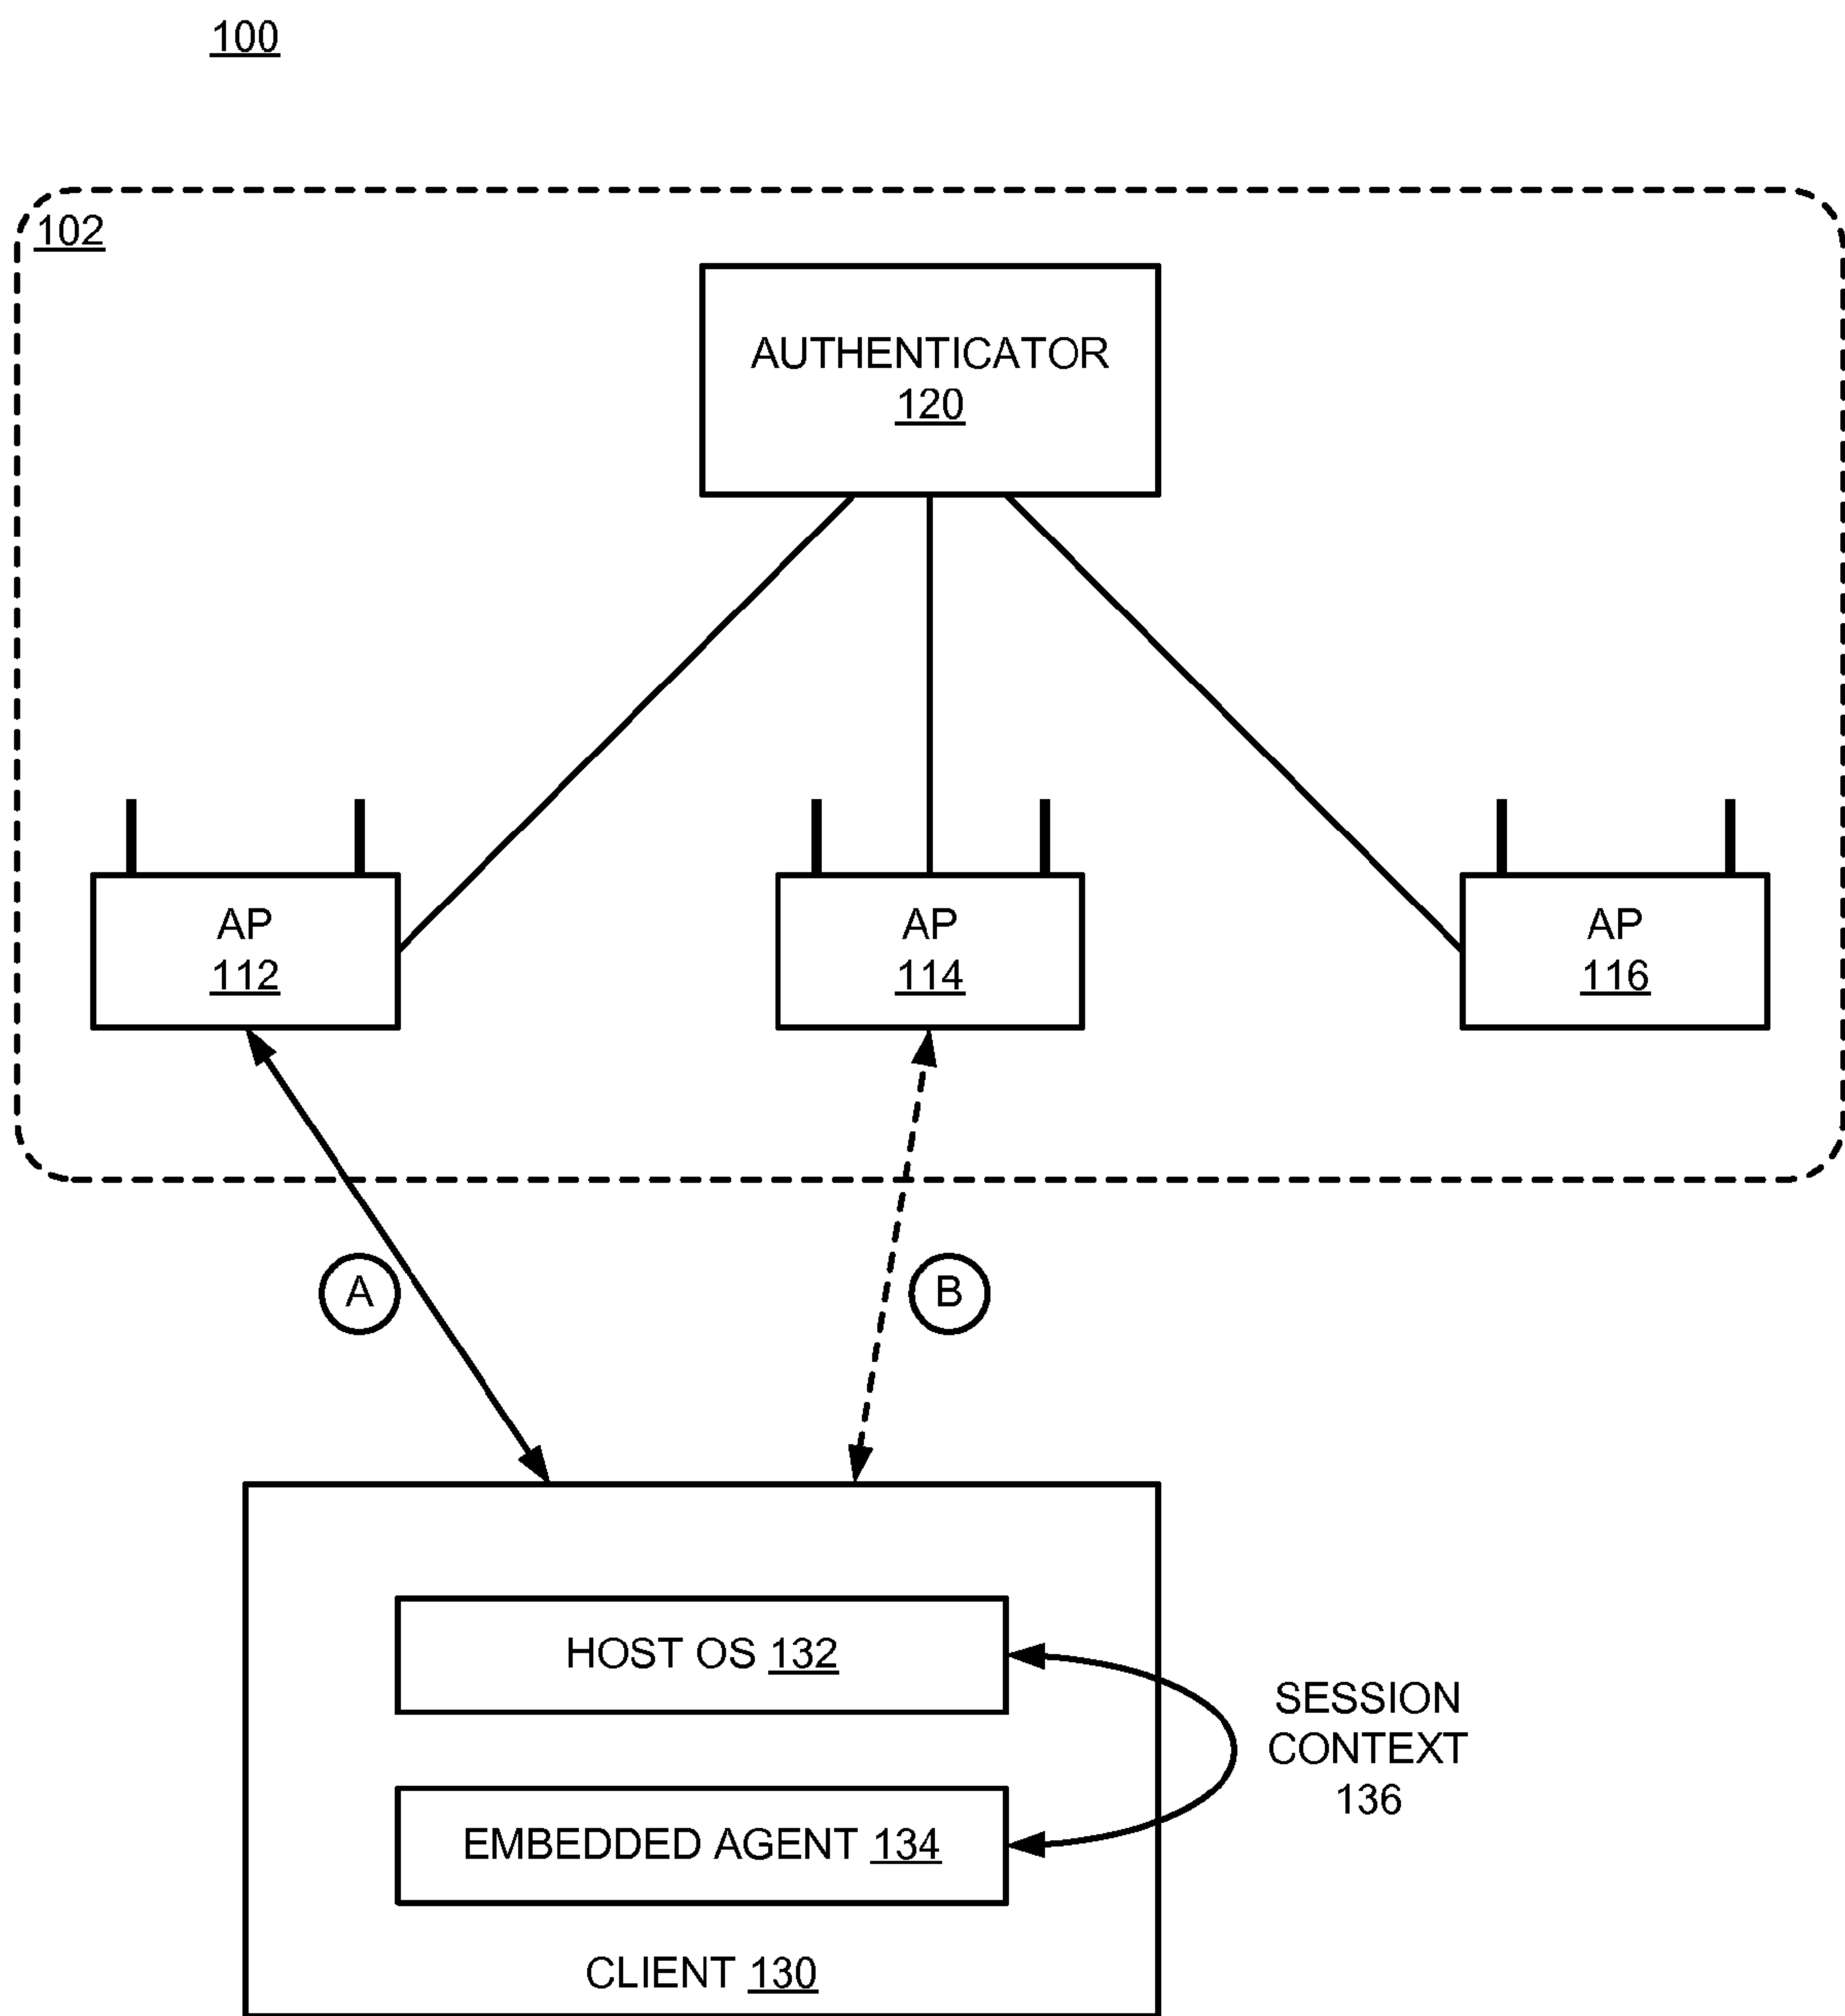 100
102
AUTHENTICATOR
120
AP
112
AP
114
AP
116
A
B
HOST OS 132
SESSION
CONTEXT
136
EMBEDDED AGENT 134
CLIENT 130